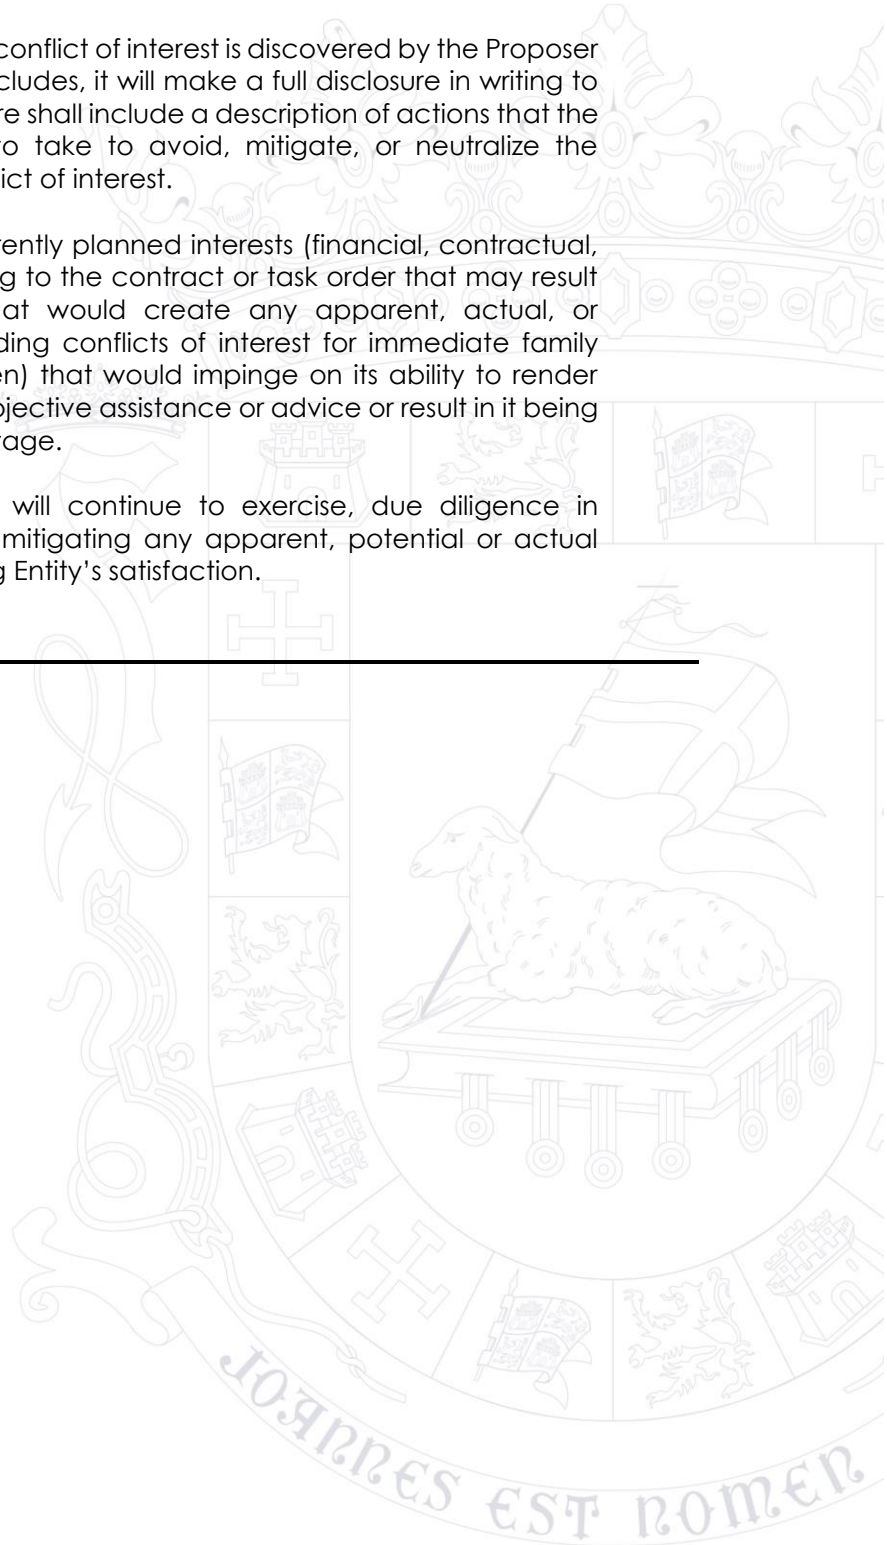 conflict of interest is discovered by the Proposer
cludes, it will make a full disclosure in writing to
re shall include a description of actions that the
o take to avoid, mitigate, or neutralize the
ict of interest.
rently planned interests (financial, contractual,
g to the contract or task order that may result
at would create any apparent, actual, or
ding conflicts of interest for immediate family
en) that would impinge on its ability to render
bjective assistance or advice or result in it being
tage.
will continue to exercise, due diligence in
mitigating any apparent, potential or actual
g Entity's satisfaction.
JOANNES EST NOMEN